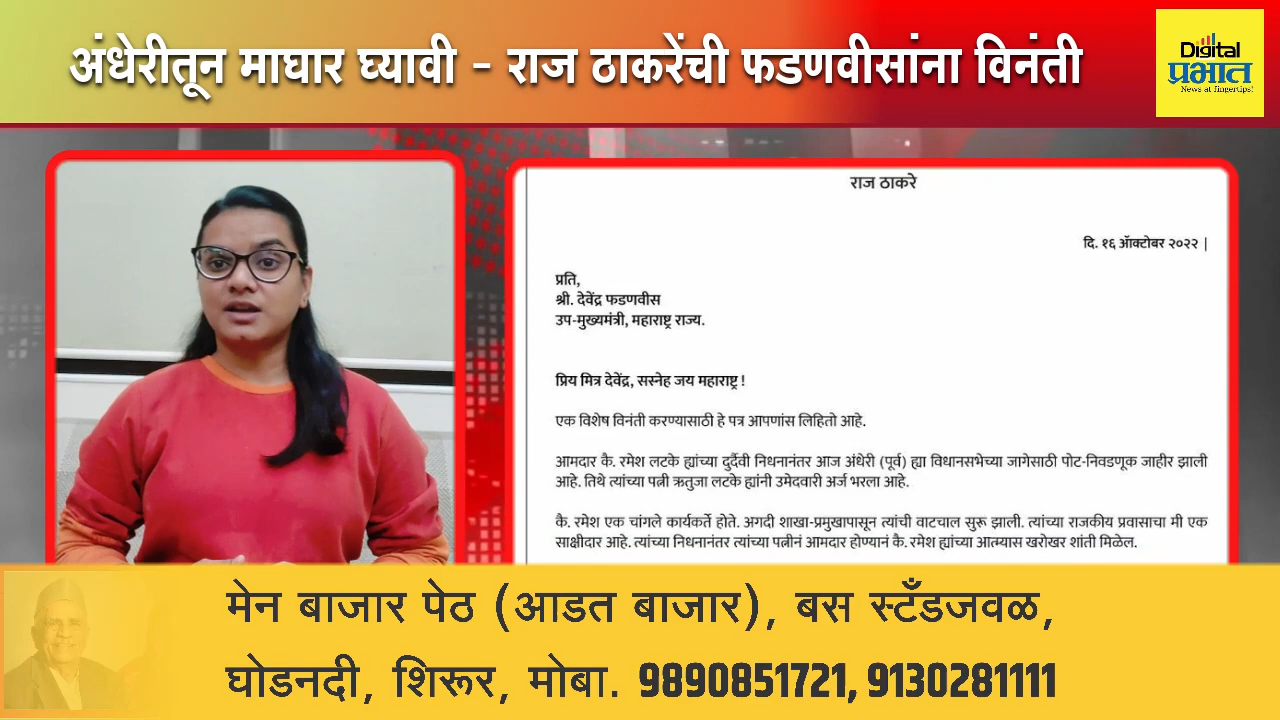 अंधेरीतून माघार घ्यावी - राज ठाकरेंची फडणवीसांना विनंती
Digital
प्रभात
News at fingertips!
राज ठाकरे
दि. १६ ऑक्टोबर २०२२ |
प्रति,
श्री. देवेंद्र फडणवीस
उप-मुख्यमंत्री, महाराष्ट्र राज्य.
प्रिय मित्र देवेंद्र, सस्नेह जय महाराष्ट्र !
एक विशेष विनंती करण्यासाठी हे पत्र आपणांस लिहितो आहे.
आमदार कै. रमेश लटके ह्यांच्या दुर्दैवी निधनानंतर आज अंधेरी (पूर्व) ह्या विधानसभेच्या जागेसाठी पोट-निवडणूक जाहीर झाली
आहे. तिथे त्यांच्या पत्नी ऋतुजा लटके ह्यांनी उमेदवारी अर्ज भरला आहे.
कै. रमेश एक चांगले कार्यकर्ते होते. अगदी शाखा-प्रमुखापासून त्यांची वाटचाल सुरू झाली. त्यांच्या राजकीय प्रवासाचा मी एक
साक्षीदार आहे. त्यांच्या निधनानंतर त्यांच्या पत्नीनं आमदार होण्यानं कै. रमेश ह्यांच्या आत्म्यास खरोखर शांती मिळेल.
मेन बाजार पेठ (आडत बाजार), बस स्टँडजवळ,
घोडनदी, शिरूर, मोबा. 9890851721, 9130281111